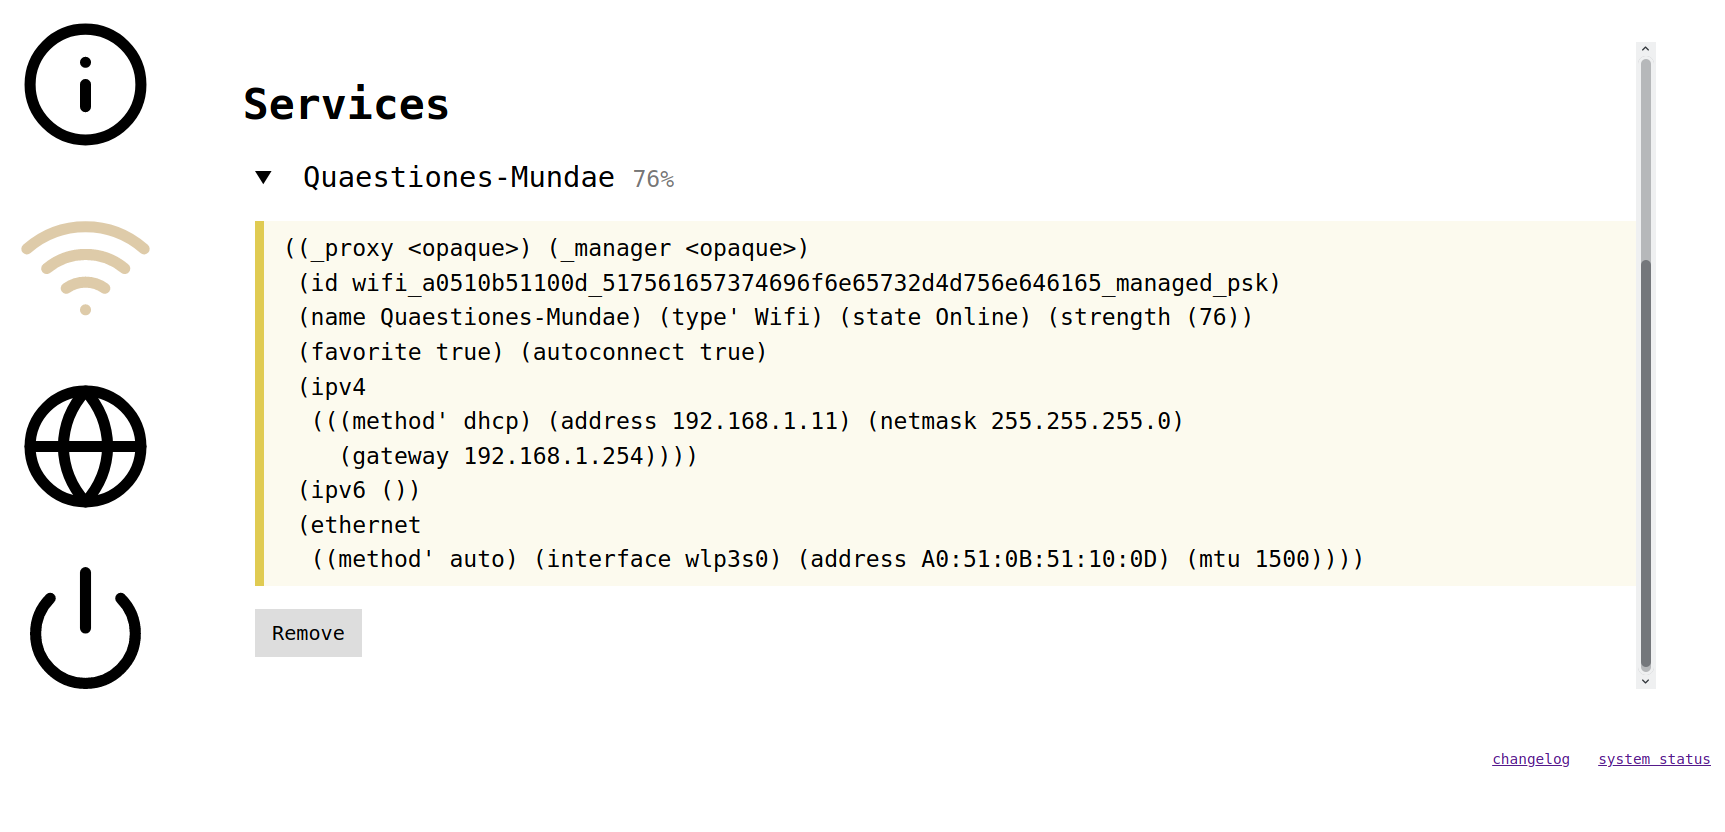 Services
Quaestiones-Mundae 76%
((_proxy <opaque>) (_manager <opaque>)
(id wifi_a0510b51100d_517561657374696f6e65732d4d756e646165_managed_psk)
(name Quaestiones-Mundae) (type' Wifi) (state Online) (strength (76))
(favorite true) (autoconnect true)
(ipv4
(((method' dhcp) (address 192.168.1.11) (netmask 255.255.255.0)
(gateway 192.168.1.254))))
(ipv6 ())
(ethernet
((method' auto) (interface wlp3s0) (address A0:51:0B:51:10:0D) (mtu 1500))))
Remove
changelog system status